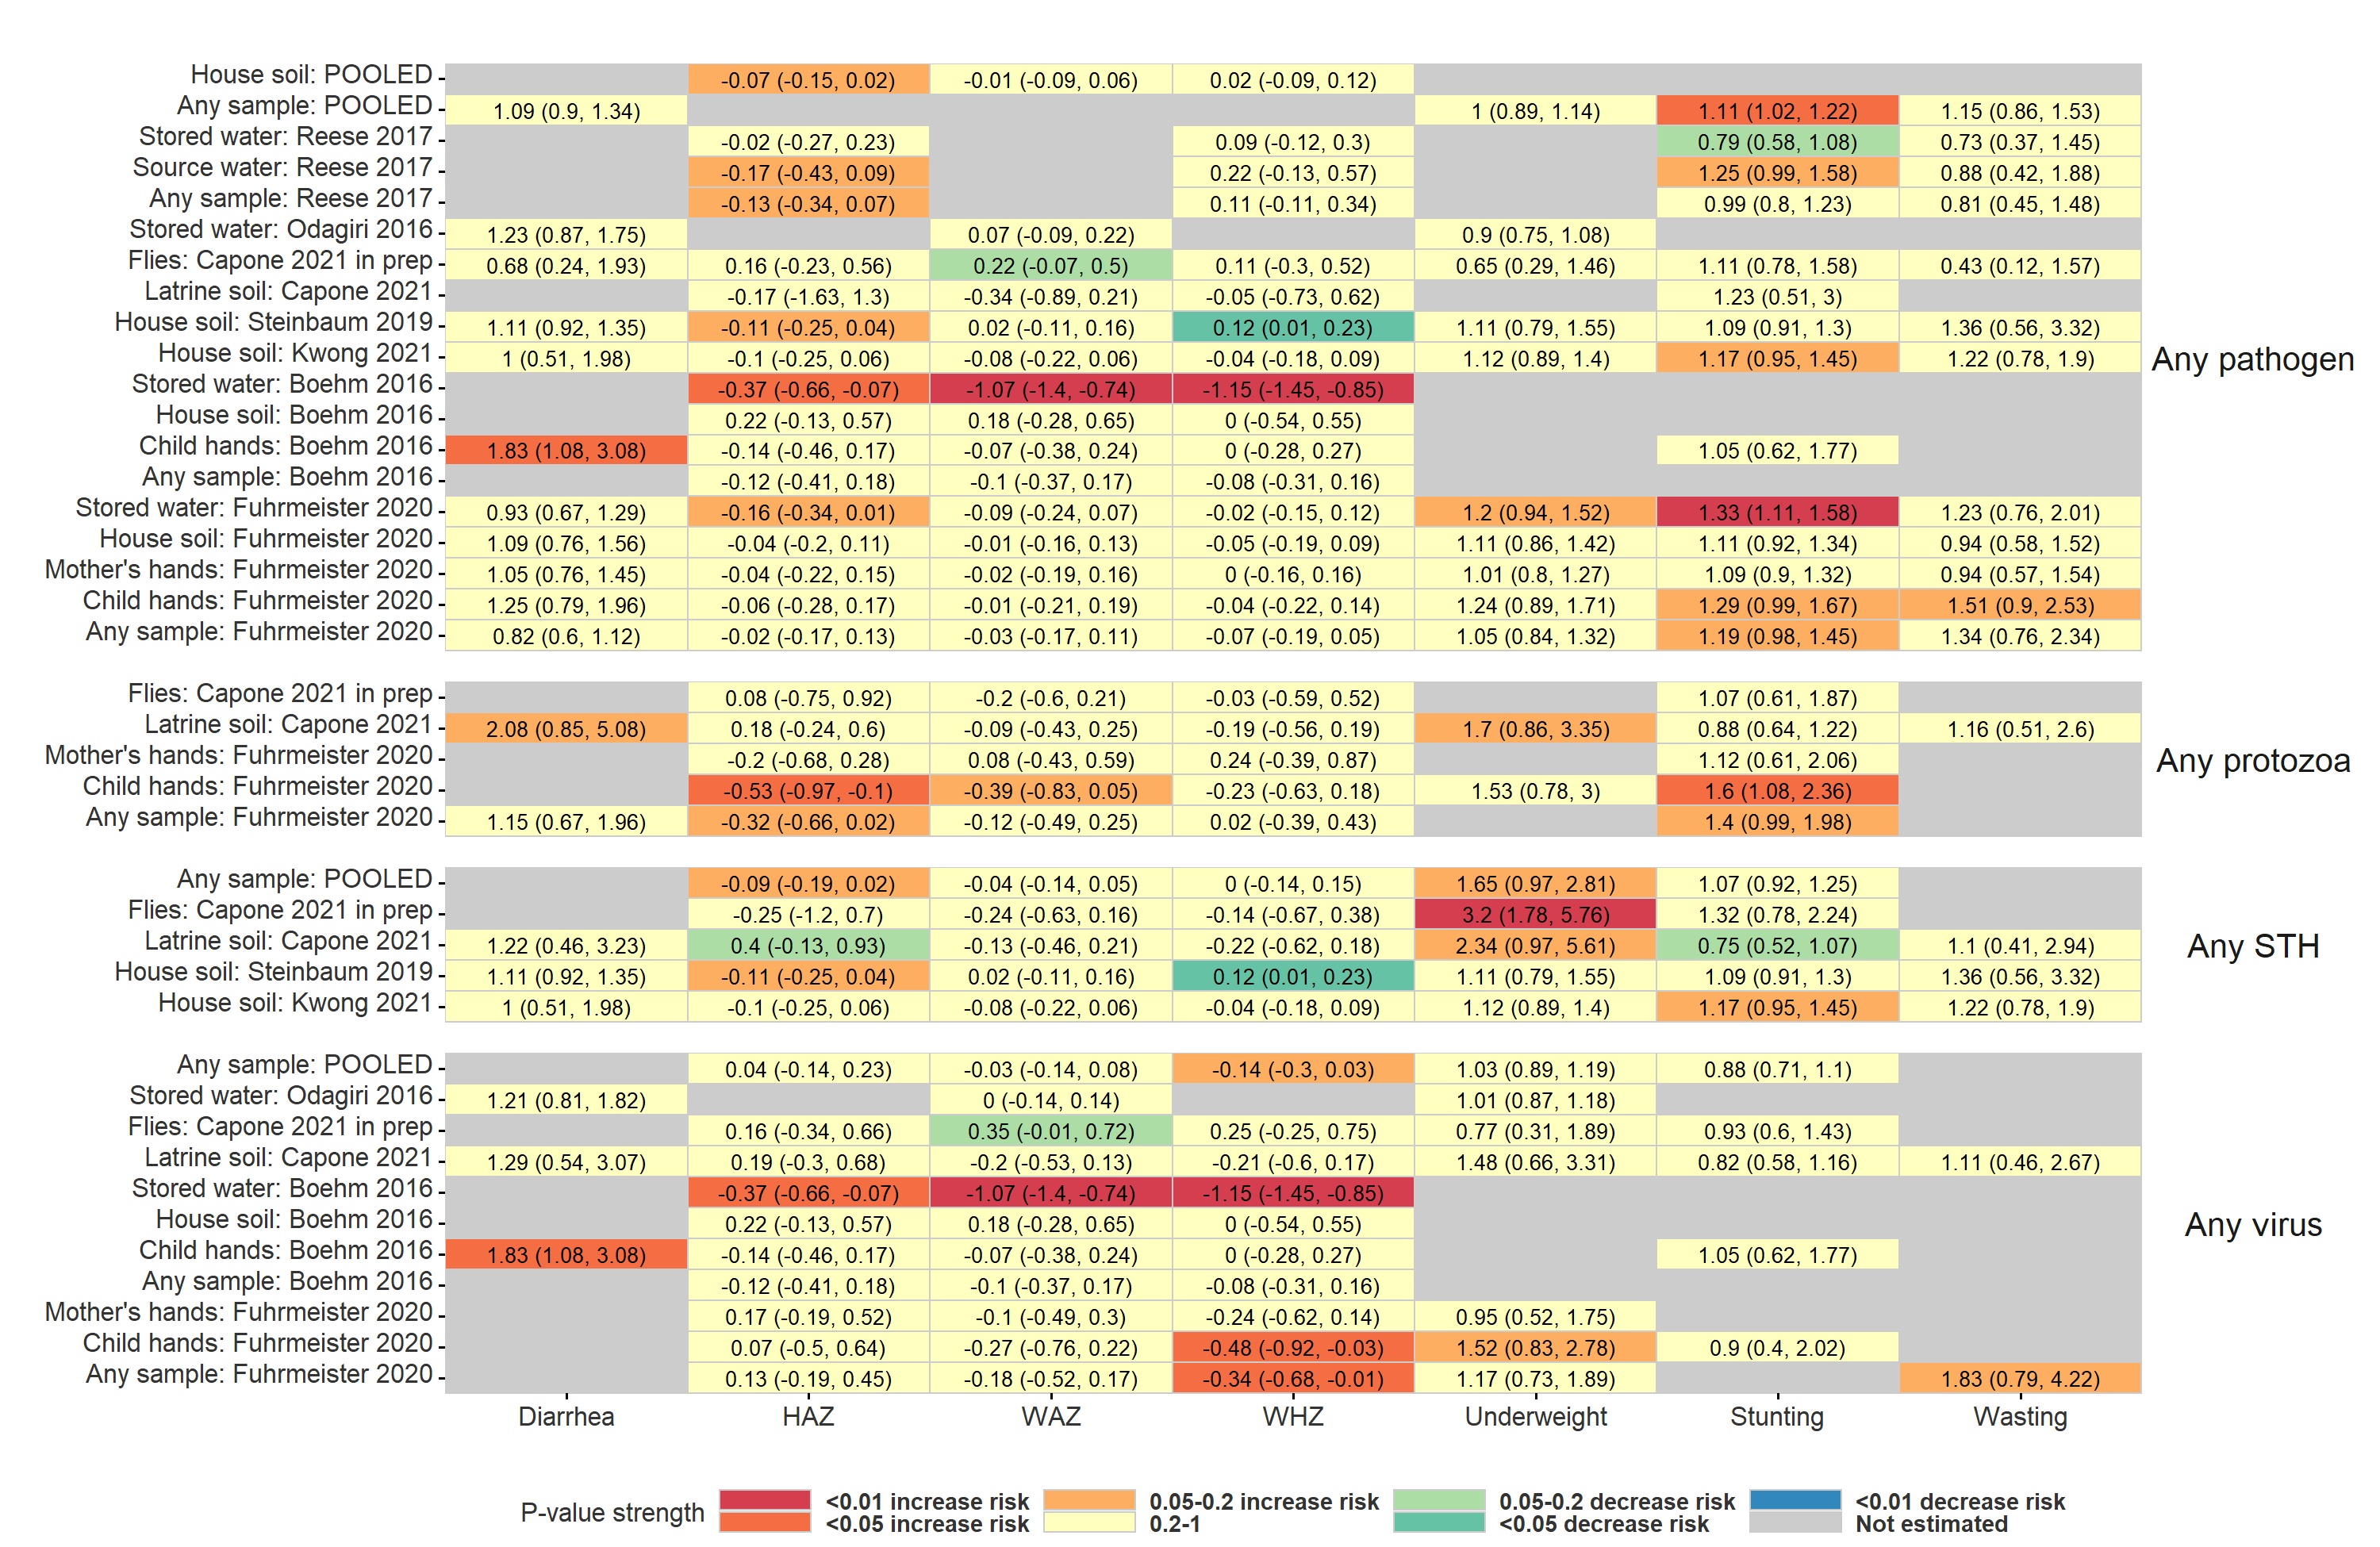 House soil: POOLED -0.07 (-0.15, 0.02) -0.01 (-0.09, 0.06) 0.02 (-0.09, 0.12)
Any sample: POOLED 1.09 (0.9, 1.34) 1 (0.89, 1.14) 1.11 (1.02, 1.22) 1.15 (0.86, 1.53)
Stored water: Reese 2017 -0.02 (-0.27, 0.23) 0.09 (-0.12, 0.3) 0.79 (0.58, 1.08) 0.73 (0.37, 1.45)
Source water: Reese 2017 -0.17 (-0.43, 0.09) 0.22 (-0.13, 0.57) 1.25 (0.99, 1.58) 0.88 (0.42, 1.88)
Any sample: Reese 2017 -0.13 (-0.34, 0.07) 0.11 (-0.11, 0.34) 0.99 (0.8, 1.23) 0.81 (0.45, 1.48)
Stored water: Odagiri 2016 1.23 (0.87, 1.75) 0.07 (-0.09, 0.22) 0.9 (0.75, 1.08)
Flies: Capone 2021 in prep 0.68 (0.24, 1.93) 0.16 (-0.23, 0.56) 0.22 (-0.07, 0.5) 0.11 (-0.3, 0.52) 0.65 (0.29, 1.46) 1.11 (0.78, 1.58) 0.43 (0.12, 1.57)
Latrine soil: Capone 2021 -0.17 (-1.63, 1.3) -0.34 (-0.89, 0.21) -0.05 (-0.73, 0.62) 1.23 (0.51, 3)
House soil: Steinbaum 2019 1.11 (0.92, 1.35) -0.11 (-0.25, 0.04) 0.02 (-0.11, 0.16) 0.12 (0.01, 0.23) 1.11 (0.79, 1.55) 1.09 (0.91, 1.3) 1.36 (0.56, 3.32)
House soil: Kwong 2021 1 (0.51, 1.98) -0.1 (-0.25, 0.06) -0.08 (-0.22, 0.06) -0.04 (-0.18, 0.09) 1.12 (0.89, 1.4) 1.17 (0.95, 1.45) 1.22 (0.78, 1.9) Any pathogen
Stored water: Boehm 2016 -0.37 (-0.66, -0.07) -1.07 (-1.4, -0.74) -1.15 (-1.45, -0.85)
House soil: Boehm 2016 0.22 (-0.13, 0.57) 0.18 (-0.28, 0.65) 0 (-0.54, 0.55)
Child hands: Boehm 2016 1.83 (1.08, 3.08) -0.14 (-0.46, 0.17) -0.07 (-0.38, 0.24) 0 (-0.28, 0.27) 1.05 (0.62, 1.77)
Any sample: Boehm 2016 -0.12 (-0.41, 0.18) -0.1 (-0.37, 0.17) -0.08 (-0.31, 0.16)
Stored water: Fuhrmeister 2020 0.93 (0.67, 1.29) -0.16 (-0.34, 0.01) -0.09 (-0.24, 0.07) -0.02 (-0.15, 0.12) 1.2 (0.94, 1.52) 1.33 (1.11, 1.58) 1.23 (0.76, 2.01)
House soil: Fuhrmeister 2020 1.09 (0.76, 1.56) -0.04 (-0.2, 0.11) -0.01 (-0.16, 0.13) -0.05 (-0.19, 0.09) 1.11 (0.86, 1.42) 1.11 (0.92, 1.34) 0.94 (0.58, 1.52)
Mother's hands: Fuhrmeister 2020 1.05 (0.76, 1.45) -0.04 (-0.22, 0.15) -0.02 (-0.19, 0.16) 0 (-0.16, 0.16) 1.01 (0.8, 1.27) 1.09 (0.9, 1.32) 0.94 (0.57, 1.54)
Child hands: Fuhrmeister 2020 1.25 (0.79, 1.96) -0.06 (-0.28, 0.17) -0.01 (-0.21, 0.19) -0.04 (-0.22, 0.14) 1.24 (0.89, 1.71) 1.29 (0.99, 1.67) 1.51 (0.9, 2.53)
Any sample: Fuhrmeister 2020 0.82 (0.6, 1.12) -0.02 (-0.17, 0.13) -0.03 (-0.17, 0.11) -0.07 (-0.19, 0.05) 1.05 (0.84, 1.32) 1.19 (0.98, 1.45) 1.34 (0.76, 2.34)
Flies: Capone 2021 in prep 0.08 (-0.75, 0.92) -0.2 (-0.6, 0.21) -0.03 (-0.59, 0.52) 1.07 (0.61, 1.87)
Latrine soil: Capone 2021 2.08 (0.85, 5.08) 0.18 (-0.24, 0.6) -0.09 (-0.43, 0.25) -0.19 (-0.56, 0.19) 1.7 (0.86, 3.35) 0.88 (0.64, 1.22) 1.16 (0.51, 2.6)
Mother's hands: Fuhrmeister 2020 -0.2 (-0.68, 0.28) 0.08 (-0.43, 0.59) 0.24 (-0.39, 0.87) 1.12 (0.61, 2.06) Any protozoa
Child hands: Fuhrmeister 2020 -0.53 (-0.97, -0.1) -0.39 (-0.83, 0.05) -0.23 (-0.63, 0.18) 1.53 (0.78, 3) 1.6 (1.08, 2.36)
Any sample: Fuhrmeister 2020 1.15 (0.67, 1.96) -0.32 (-0.66, 0.02) -0.12 (-0.49, 0.25) 0.02 (-0.39, 0.43) 1.4 (0.99, 1.98)
Any sample: POOLED -0.09 (-0.19, 0.02) -0.04 (-0.14, 0.05) 0 (-0.14, 0.15) 1.65 (0.97, 2.81) 1.07 (0.92, 1.25)
Flies: Capone 2021 in prep -0.25 (-1.2, 0.7) -0.24 (-0.63, 0.16) -0.14 (-0.67, 0.38) 3.2 (1.78, 5.76) 1.32 (0.78, 2.24)
Latrine soil: Capone 2021 1.22 (0.46, 3.23) 0.4 (-0.13, 0.93) -0.13 (-0.46, 0.21) -0.22 (-0.62, 0.18) 2.34 (0.97, 5.61) 0.75 (0.52, 1.07) 1.1 (0.41, 2.94) Any STH
House soil: Steinbaum 2019 1.11 (0.92, 1.35) -0.11 (-0.25, 0.04) 0.02 (-0.11, 0.16) 0.12 (0.01, 0.23) 1.11 (0.79, 1.55) 1.09 (0.91, 1.3) 1.36 (0.56, 3.32)
House soil: Kwong 2021 1 (0.51, 1.98) -0.1 (-0.25, 0.06) -0.08 (-0.22, 0.06) -0.04 (-0.18, 0.09) 1.12 (0.89, 1.4) 1.17 (0.95, 1.45) 1.22 (0.78, 1.9)
Any sample: POOLED 0.04 (-0.14, 0.23) -0.03 (-0.14, 0.08) -0.14 (-0.3, 0.03) 1.03 (0.89, 1.19) 0.88 (0.71, 1.1)
Stored water: Odagiri 2016 1.21 (0.81, 1.82) 0 (-0.14, 0.14) 1.01 (0.87, 1.18)
Flies: Capone 2021 in prep 0.16 (-0.34, 0.66) 0.35 (-0.01, 0.72) 0.25 (-0.25, 0.75) 0.77 (0.31, 1.89) 0.93 (0.6, 1.43)
Latrine soil: Capone 2021 1.29 (0.54, 3.07) 0.19 (-0.3, 0.68) -0.2 (-0.53, 0.13) -0.21 (-0.6, 0.17) 1.48 (0.66, 3.31) 0.82 (0.58, 1.16) 1.11 (0.46, 2.67)
Stored water: Boehm 2016 -0.37 (-0.66, -0.07) -1.07 (-1.4, -0.74) -1.15 (-1.45, -0.85)
House soil: Boehm 2016 0.22 (-0.13, 0.57) 0.18 (-0.28, 0.65) 0 (-0.54, 0.55) Any virus
Child hands: Boehm 2016 1.83 (1.08, 3.08) -0.14 (-0.46, 0.17) -0.07 (-0.38, 0.24) 0 (-0.28, 0.27) 1.05 (0.62, 1.77)
Any sample: Boehm 2016 -0.12 (-0.41, 0.18) -0.1 (-0.37, 0.17) -0.08 (-0.31, 0.16)
Mother's hands: Fuhrmeister 2020 0.17 (-0.19, 0.52) -0.1 (-0.49, 0.3) -0.24 (-0.62, 0.14) 0.95 (0.52, 1.75)
Child hands: Fuhrmeister 2020 0.07 (-0.5, 0.64) -0.27 (-0.76, 0.22) -0.48 (-0.92, -0.03) 1.52 (0.83, 2.78) 0.9 (0.4, 2.02)
Any sample: Fuhrmeister 2020 0.13 (-0.19, 0.45) -0.18 (-0.52, 0.17) -0.34 (-0.68, -0.01) 1.17 (0.73, 1.89) 1.83 (0.79, 4.22)
Diarrhea HAZ WAZ WHZ Underweight Stunting Wasting
P-value strength
<0.01 increase risk 0.05-0.2 increase risk 0.05-0.2 decrease risk <0.01 decrease risk
<0.05 increase risk 0.2-1 <0.05 decrease risk Not estimated